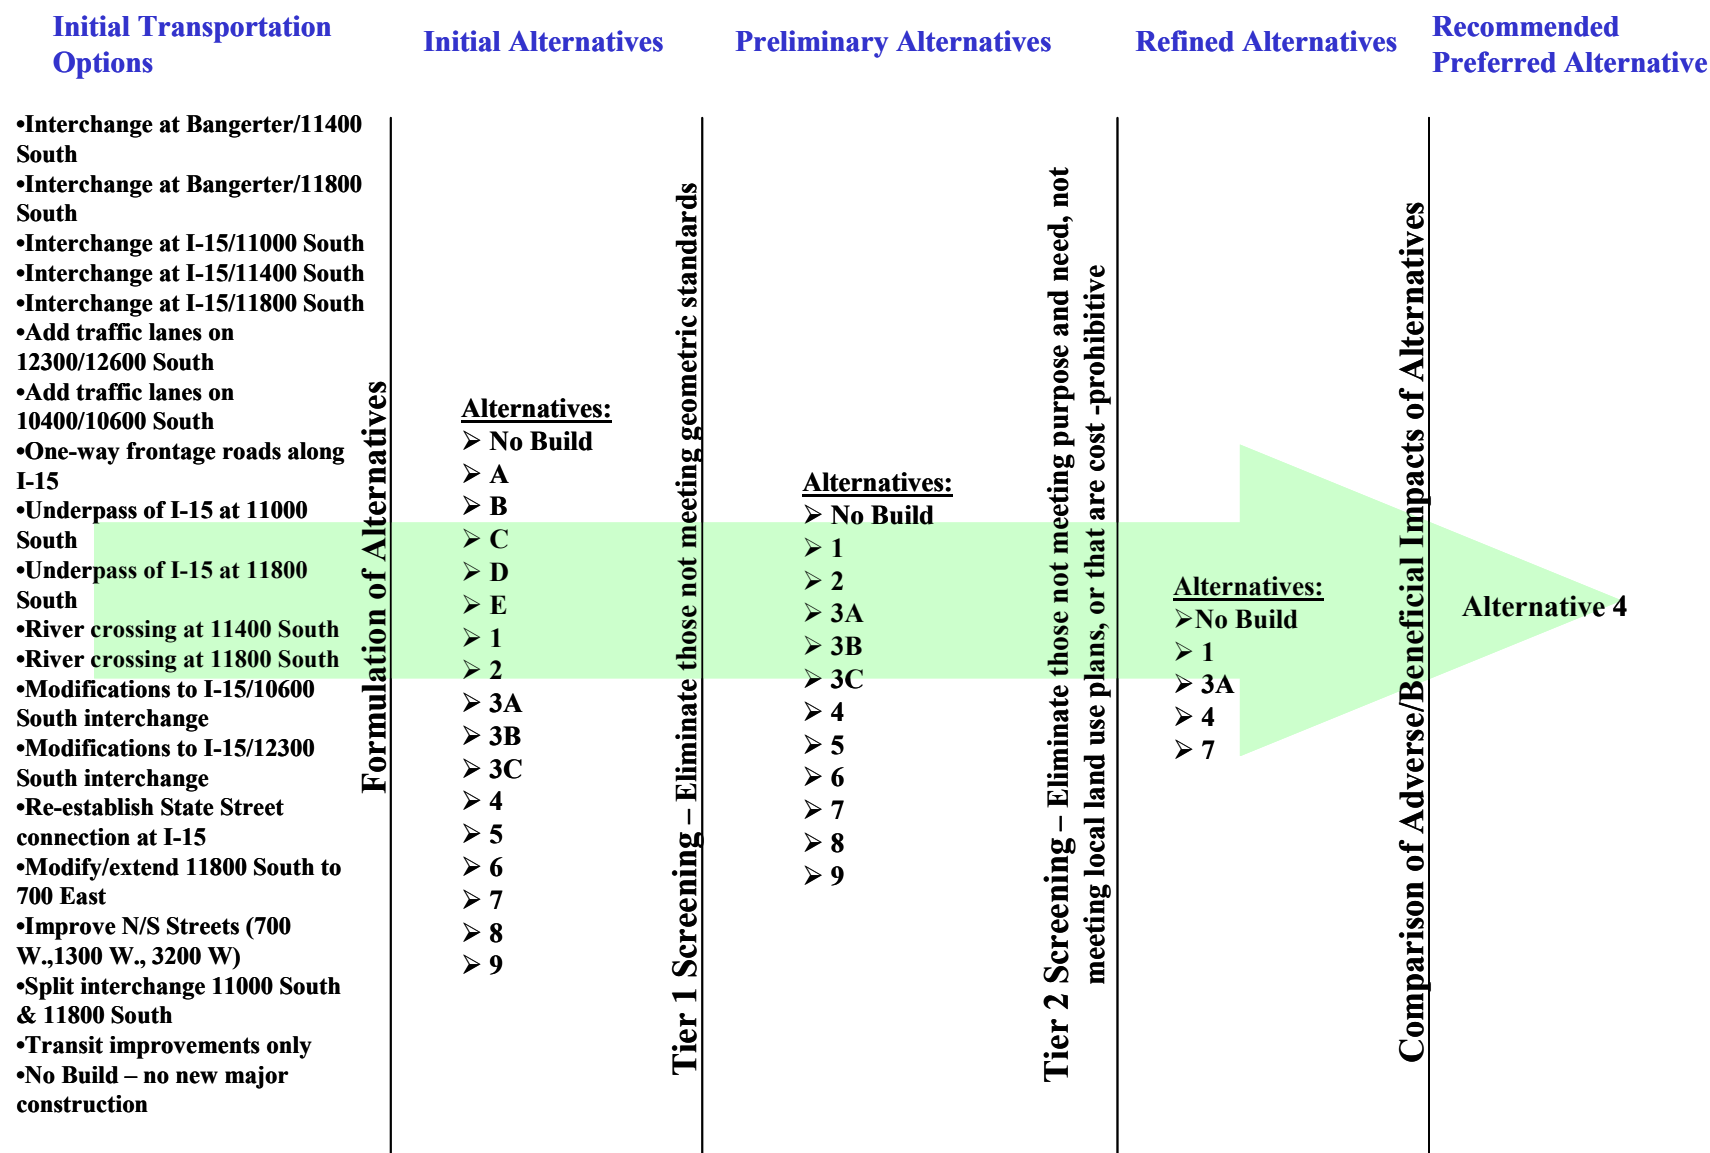 Initial Transportation
Options
•Interchange at Bangerter/11400
South
•Interchange at Bangerter/11800
South
•Interchange at I-15/11000 South
•Interchange at I-15/11400 South
•Interchange at I-15/11800 South
•Add traffic lanes on
12300/12600 South
•Add traffic lanes on
10400/10600 South
•One-way frontage roads along
I-15
•Underpass of I-15 at 11000
South
•Underpass of I-15 at 11800
South
•River crossing at 11400 South
•River crossing at 11800 South
•Modifications to I-15/10600
South interchange
•Modifications to I-15/12300
South interchange
•Re-establish State Street
connection at I-15
•Modify/extend 11800 South to
700 East
•Improve N/S Streets (700
W.,1300 W., 3200 W)
•Split interchange 11000 South
& 11800 South
•Transit improvements only
•No Build – no new major
construction
Formulation of Alternatives
Initial Alternatives
Alternatives:
➢ No Build
➢ A
➢ B
➢ C
➢ D
➢ E
➢ 1
➢ 2
➢ 3A
➢ 3B
➢ 3C
➢ 4
➢ 5
➢ 6
➢ 7
➢ 8
➢ 9
Tier 1 Screening – Eliminate those not meeting geometric standards
Preliminary Alternatives
Alternatives:
➢ No Build
➢ 1
➢ 2
➢ 3A
➢ 3B
➢ 3C
➢ 4
➢ 5
➢ 6
➢ 7
➢ 8
➢ 9
Tier 2 Screening – Eliminate those not meeting purpose and need, not
meeting local land use plans, or that are cost -prohibitive
Refined Alternatives
Alternatives:
➢No Build
➢ 1
➢ 3A
➢ 4
➢ 7
Comparison of Adverse/Beneficial Impacts of Alternatives
Recommended
Preferred Alternative
Alternative 4